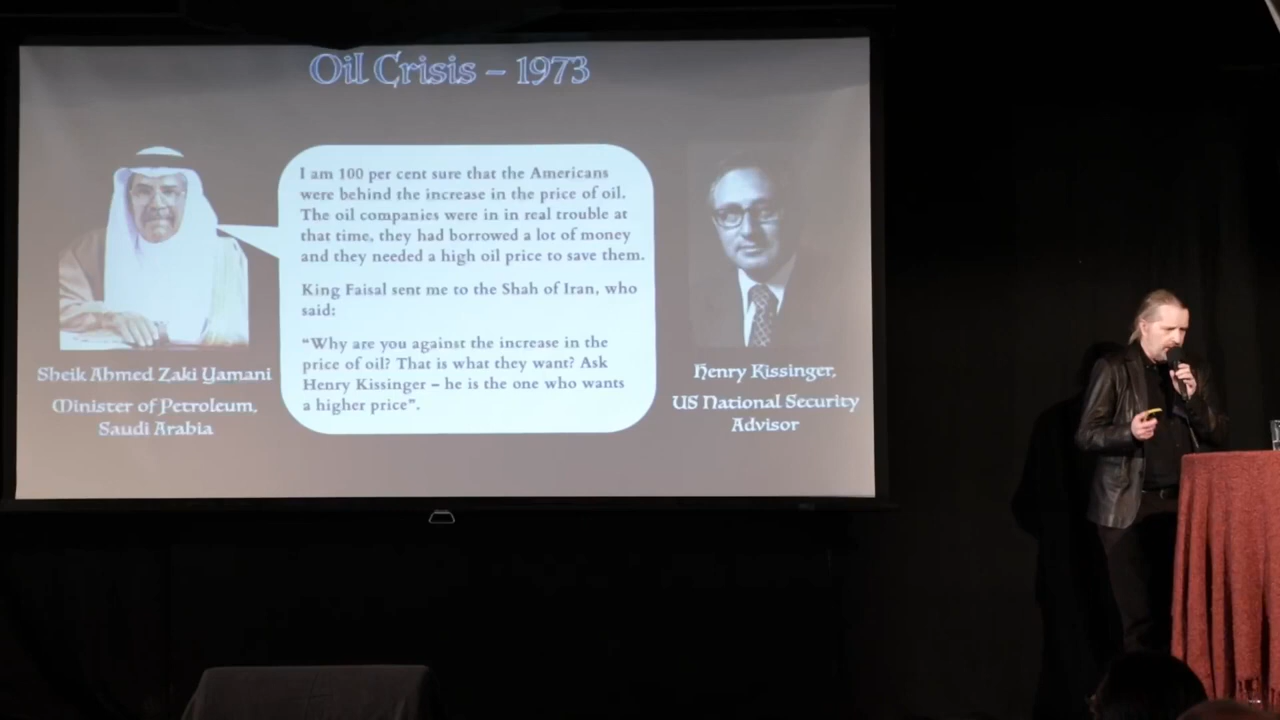 Oil Crisis – 1973
I am 100 per cent sure that the Americans
were behind the increase in the price of oil.
The oil companies were in in real trouble at
that time, they had borrowed a lot of money
and they needed a high oil price to save them.
King Faisal sent me to the Shah of Iran, who
said:
“Why are you against the increase in the
price of oil? That is what they want? Ask
Henry Kissinger – he is the one who wants
a higher price”.
Sheik Ahmed Zaki Yamani
Minister of Petroleum,
Saudi Arabia
Henry Kissinger,
US National Security
Advisor